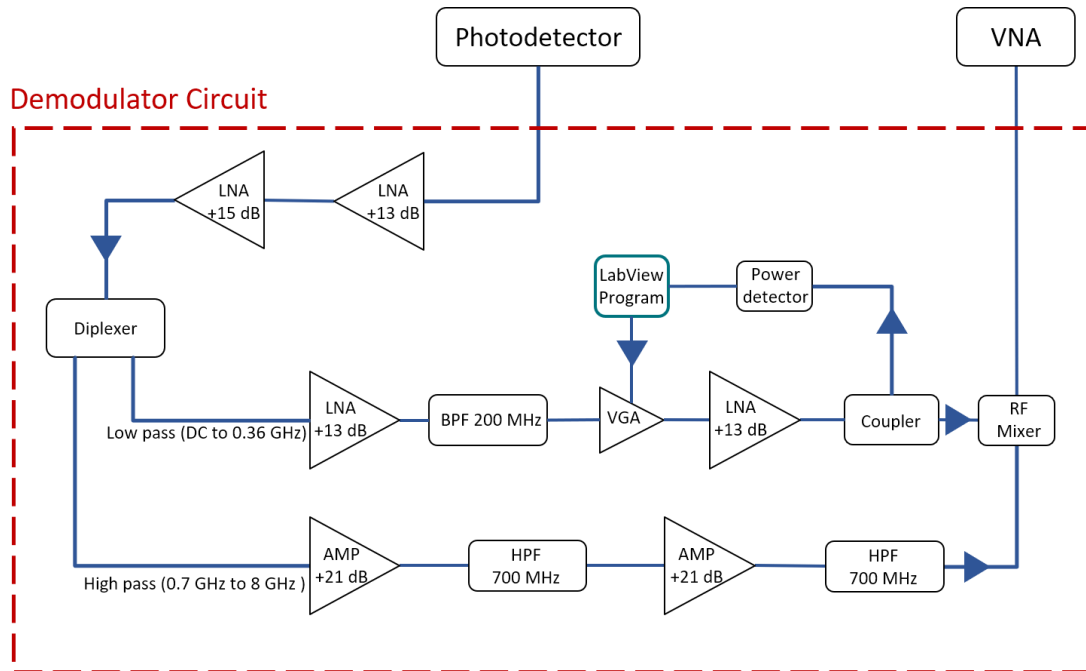 Photodetector
VNA
Demodulator Circuit
LNA
+15 dB
LNA
+13 dB
LabView
Program
Power
detector
Diplexer
LNA
+13 dB
BPF 200 MHz
VGA
LNA
+13 dB
Coupler
RF
Mixer
Low pass (DC to 0.36 GHz)
AMP
+21 dB
HPF
700 MHz
AMP
+21 dB
HPF
700 MHz
High pass (0.7 GHz to 8 GHz )